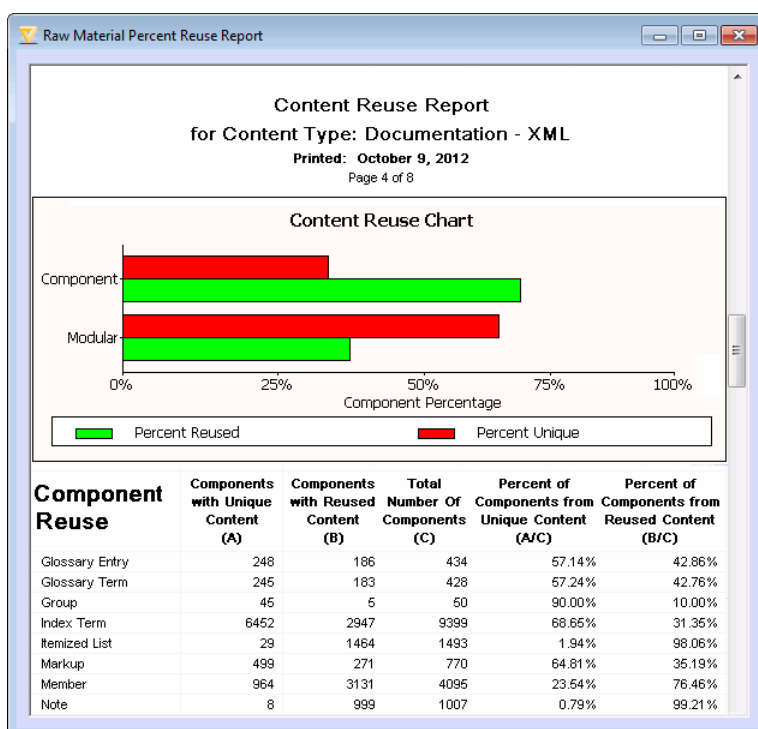 Raw Material Percent Reuse Report
Content Reuse Report
for Content Type: Documentation - XML
Printed: October 9, 2012
Page 4 of 8
Content Reuse Chart
Component
Modular
0% 25% 50% 75% 100%
Component Percentage
Percent Reused Percent Unique
Component Reuse
Components with Unique Content (A)
Components with Reused Content (B)
Total Number Of Components (C)
Percent of Components from Unique Content (A/C)
Percent of Components from Reused Content (B/C)
Glossary Entry 248 186 434 57.14% 42.86%
Glossary Term 245 183 428 57.24% 42.76%
Group 45 5 50 90.00% 10.00%
Index Term 6452 2947 9399 68.65% 31.35%
Itemized List 29 1464 1493 1.94% 98.06%
Markup 499 271 770 64.81% 35.19%
Member 964 3131 4095 23.54% 76.46%
Note 8 999 1007 0.79% 99.21%